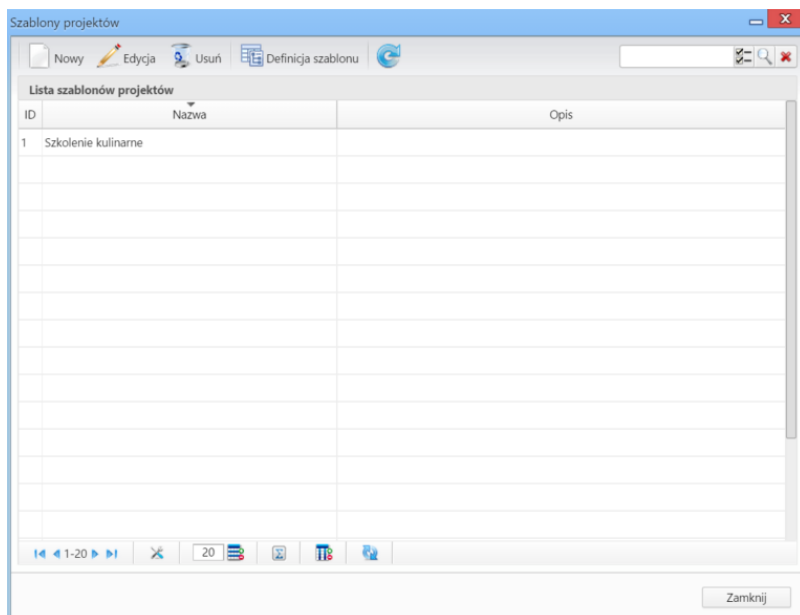 Szablony projektów
Nowy Edycja Usuń Definicja szablonu
Lista szablonów projektów
ID Nazwa Opis
1 Szkolenie kulinarne
1-20 20
Zamknij